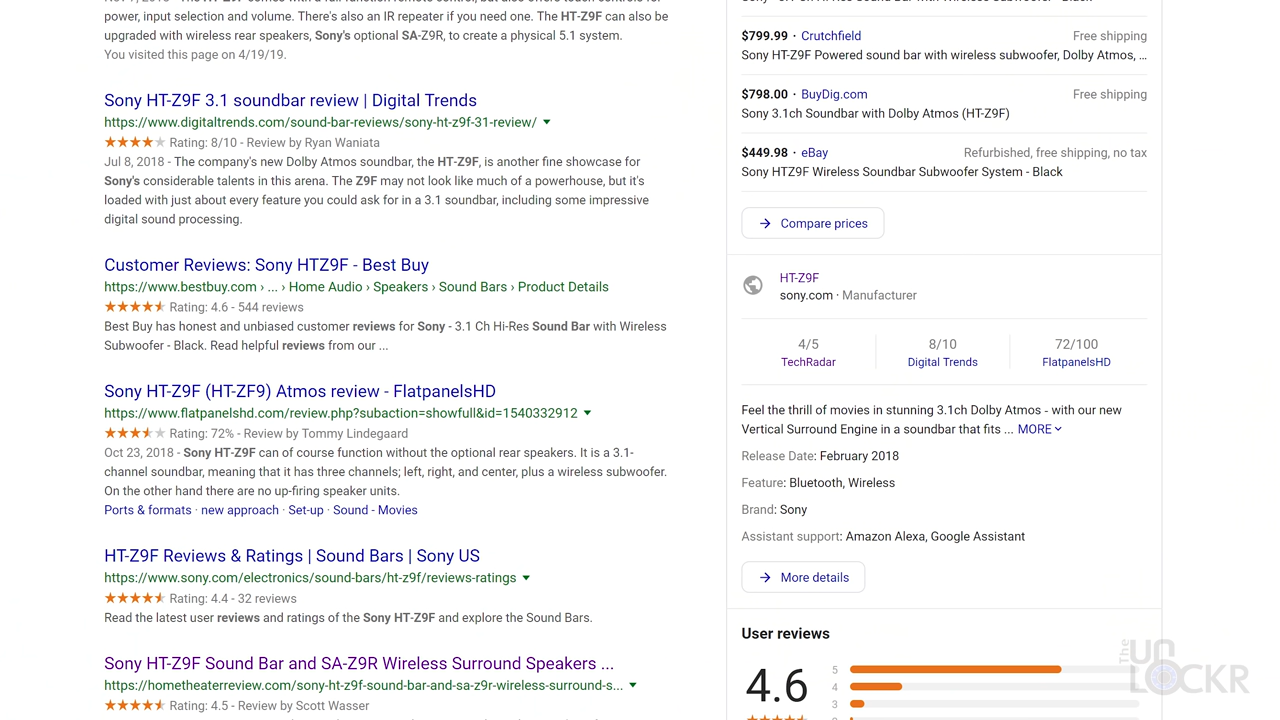 power, input selection and volume. There's also an IR repeater if you need one. The HT-Z9F can also be
upgraded with wireless rear speakers, Sony's optional SA-Z9R, to create a physical 5.1 system.
You visited this page on 4/19/19.
Sony HT-Z9F 3.1 soundbar review | Digital Trends
https://www.digitaltrends.com/sound-bar-reviews/sony-ht-z9f-31-review/
Rating: 8/10 - Review by Ryan Waniata
Jul 8, 2018 - The company's new Dolby Atmos soundbar, the HT-Z9F, is another fine showcase for
Sony's considerable talents in this arena. The Z9F may not look like much of a powerhouse, but it's
loaded with just about every feature you could ask for in a 3.1 soundbar, including some impressive
digital sound processing.
Customer Reviews: Sony HTZ9F - Best Buy
https://www.bestbuy.com › ... › Home Audio › Speakers › Sound Bars › Product Details
Rating: 4.6 - 544 reviews
Best Buy has honest and unbiased customer reviews for Sony - 3.1 Ch Hi-Res Sound Bar with Wireless
Subwoofer - Black. Read helpful reviews from our ...
Sony HT-Z9F (HT-ZF9) Atmos review - FlatpanelsHD
https://www.flatpanelshd.com/review.php?subaction=showfull&id=1540332912
Rating: 72% - Review by Tommy Lindegaard
Oct 23, 2018 - Sony HT-Z9F can of course function without the optional rear speakers. It is a 3.1-
channel soundbar, meaning that it has three channels; left, right, and center, plus a wireless subwoofer.
On the other hand there are no up-firing speaker units.
Ports & formats · new approach · Set-up · Sound - Movies
HT-Z9F Reviews & Ratings | Sound Bars | Sony US
https://www.sony.com/electronics/sound-bars/ht-z9f/reviews-ratings
Rating: 4.4 - 32 reviews
Read the latest user reviews and ratings of the Sony HT-Z9F and explore the Sound Bars.
Sony HT-Z9F Sound Bar and SA-Z9R Wireless Surround Speakers ...
https://hometheaterreview.com/sony-ht-z9f-sound-bar-and-sa-z9r-wireless-surround-s...
Rating: 4.5 - Review by Scott Wasser
$799.99 · Crutchfield Free shipping
Sony HT-Z9F Powered sound bar with wireless subwoofer, Dolby Atmos, ...
$798.00 · BuyDig.com Free shipping
Sony 3.1ch Soundbar with Dolby Atmos (HT-Z9F)
$449.98 · eBay Refurbished, free shipping, no tax
Sony HTZ9F Wireless Soundbar Subwoofer System - Black
Compare prices
HT-Z9F
sony.com · Manufacturer
4/5 8/10 72/100
TechRadar Digital Trends FlatpanelsHD
Feel the thrill of movies in stunning 3.1ch Dolby Atmos - with our new
Vertical Surround Engine in a soundbar that fits ... MORE
Release Date: February 2018
Feature: Bluetooth, Wireless
Brand: Sony
Assistant support: Amazon Alexa, Google Assistant
More details
User reviews
4.6
5
4
3
The
UN
LOCKR